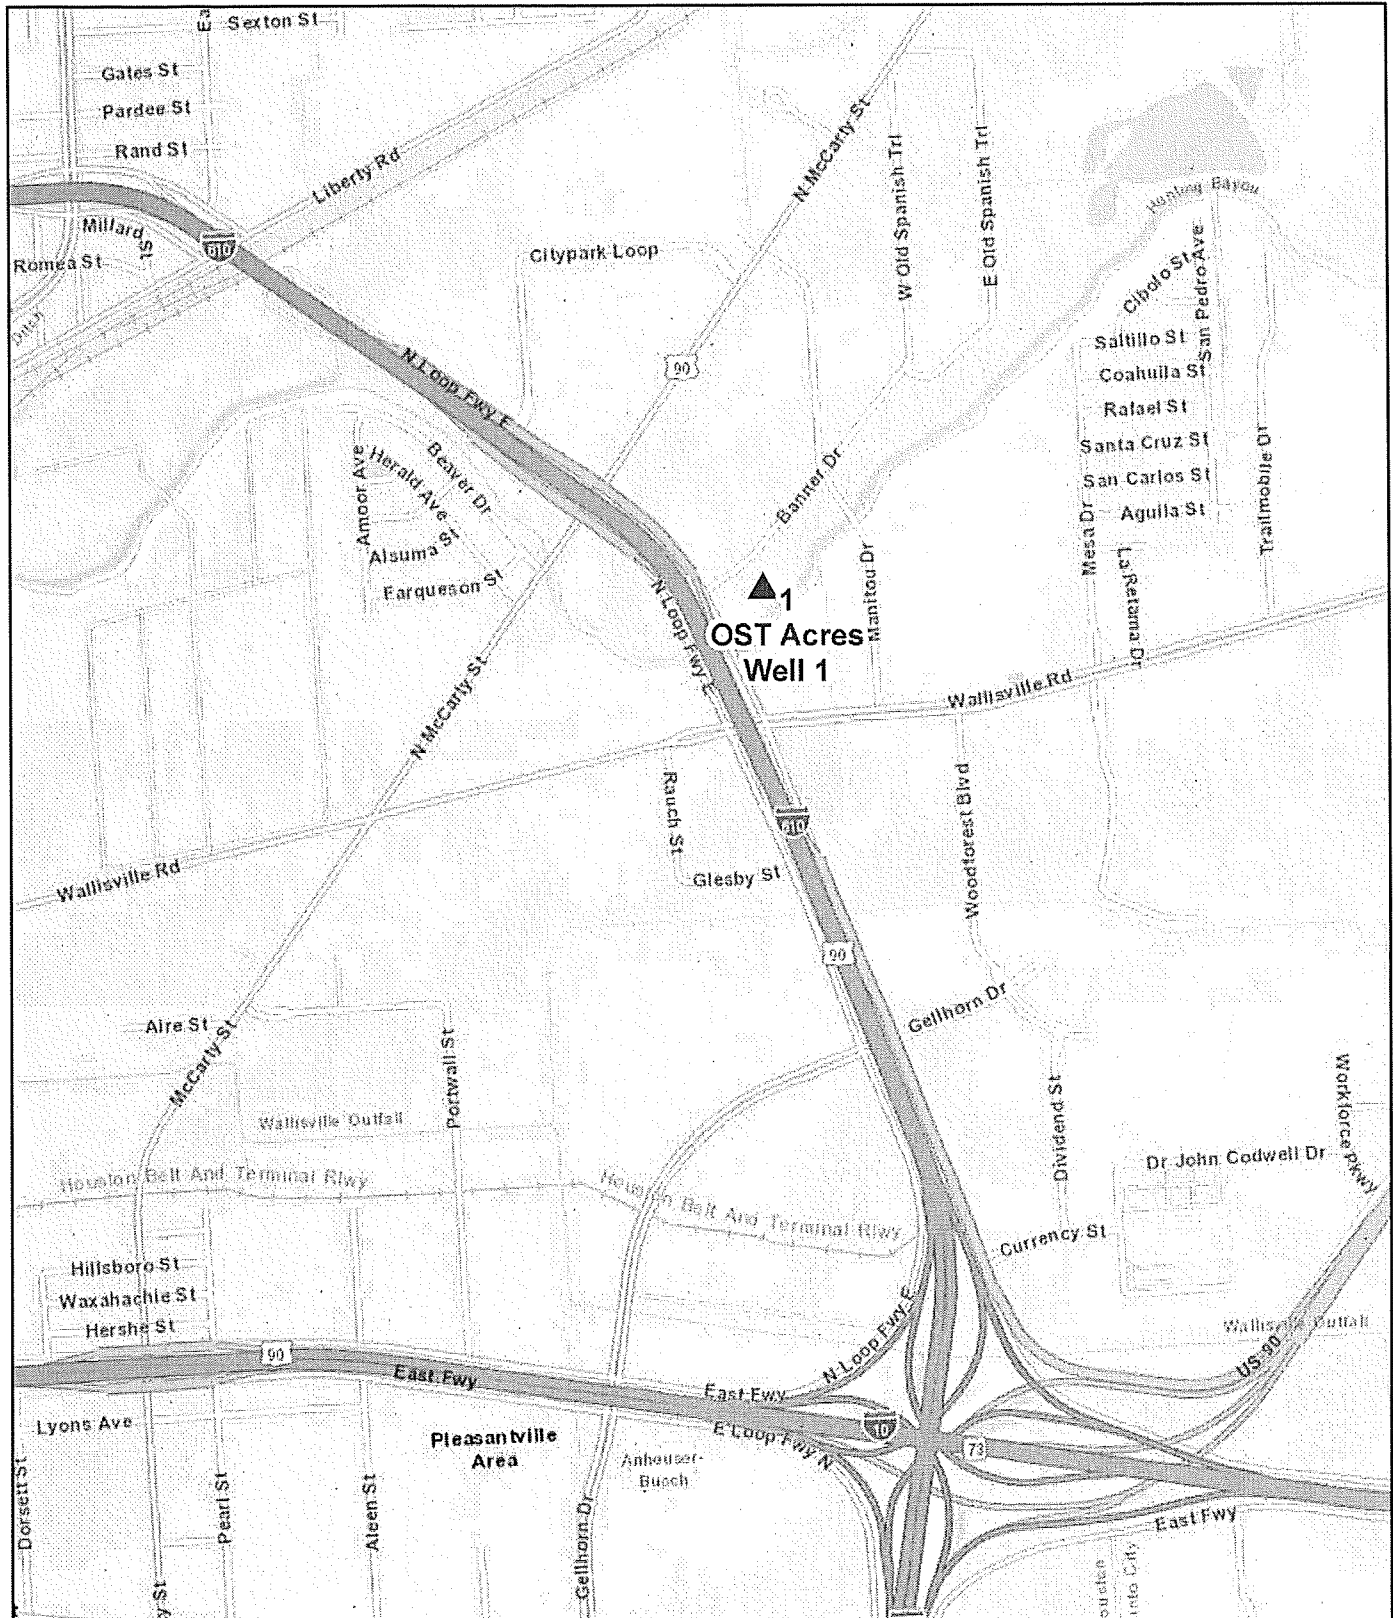 Sexton St
Gates St
Pardee St
Rand St
Liberty Rd
N McCarty St
W Old Spanish Trl
E Old Spanish Trl
Hunting Bayou
Millard St
610
Romea St
Ditch
Citypark Loop
Cibolo St
San Pedro Ave
Saltillo St
Coahuila St
Rafael St
Santa Cruz St
San Carlos St
Aguila St
Trailmobile Dr
Mesa Dr
La Retama Dr
90
N Loop Fwy E
Beaver Dr
Herald Ave
Amoor Ave
Alsuma St
Farqueson St
Banner Dr
Manitou Dr
1
OST Acres
Well 1
N Loop Fwy E
N McCarty St
Wallisville Rd
Rauch St
610
Woodforest Blvd
Glesby St
Wallisville Rd
90
Gellhorn Dr
Aire St
McCarty St
Portwall St
Wallisville Outfall
Dividend St
Workforce Pkwy
Dr John Codwell Dr
Houston Belt And Terminal Rlwy
Houston Belt And Terminal Rlwy
Currency St
Hillsboro St
Waxahachie St
Hershe St
N Loop Fwy E
Wallisville Outfall
US-90
90
East Fwy
East Fwy
E Loop Fwy N
10
73
Lyons Ave
Pleasantville
Area
Anheuser-
Busch
Dorsett St
Pearl St
Aleen St
Gellhorn Dr
East Fwy